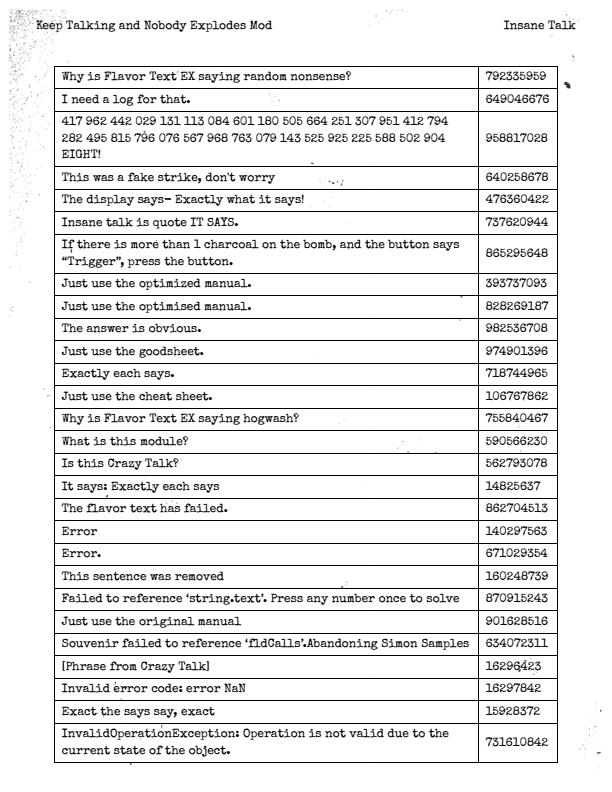 Keep Talking and Nobody Explodes Mod Insane Talk
Why is Flavor Text EX saying random nonsense? 792335959
I need a log for that. 649046676
417 962 442 029 131 113 084 601 180 505 664 251 307 951 412 794
282 495 815 796 076 567 968 763 079 143 525 925 225 588 502 904
EIGHT! 958817028
This was a fake strike, don't worry 640258678
The display says- Exactly what it says! 476360422
Insane talk is quote IT SAYS. 737620944
If there is more than 1 charcoal on the bomb, and the button says
“Trigger”, press the button. 865295648
Just use the optimized manual. 393737093
Just use the optimised manual. 828269187
The answer is obvious. 982536708
Just use the goodsheet. 974901396
Exactly each says. 718744965
Just use the cheat sheet. 106767862
Why is Flavor Text EX saying hogwash? 755840467
What is this module? 590566230
Is this Crazy Talk? 562793078
It says: Exactly each says 14825637
The flavor text has failed. 862704513
Error 140297563
Error. 671029354
This sentence was removed 160248739
Failed to reference ‘string.text’. Press any number once to solve 870915243
Just use the original manual 901628516
Souvenir failed to reference ‘fldCalls’.Abandoning Simon Samples 634072311
[Phrase from Crazy Talk] 16296423
Invalid error code: error NaN 16297842
Exact the says say, exact 15928372
InvalidOperationException: Operation is not valid due to the
current state of the object. 731610842